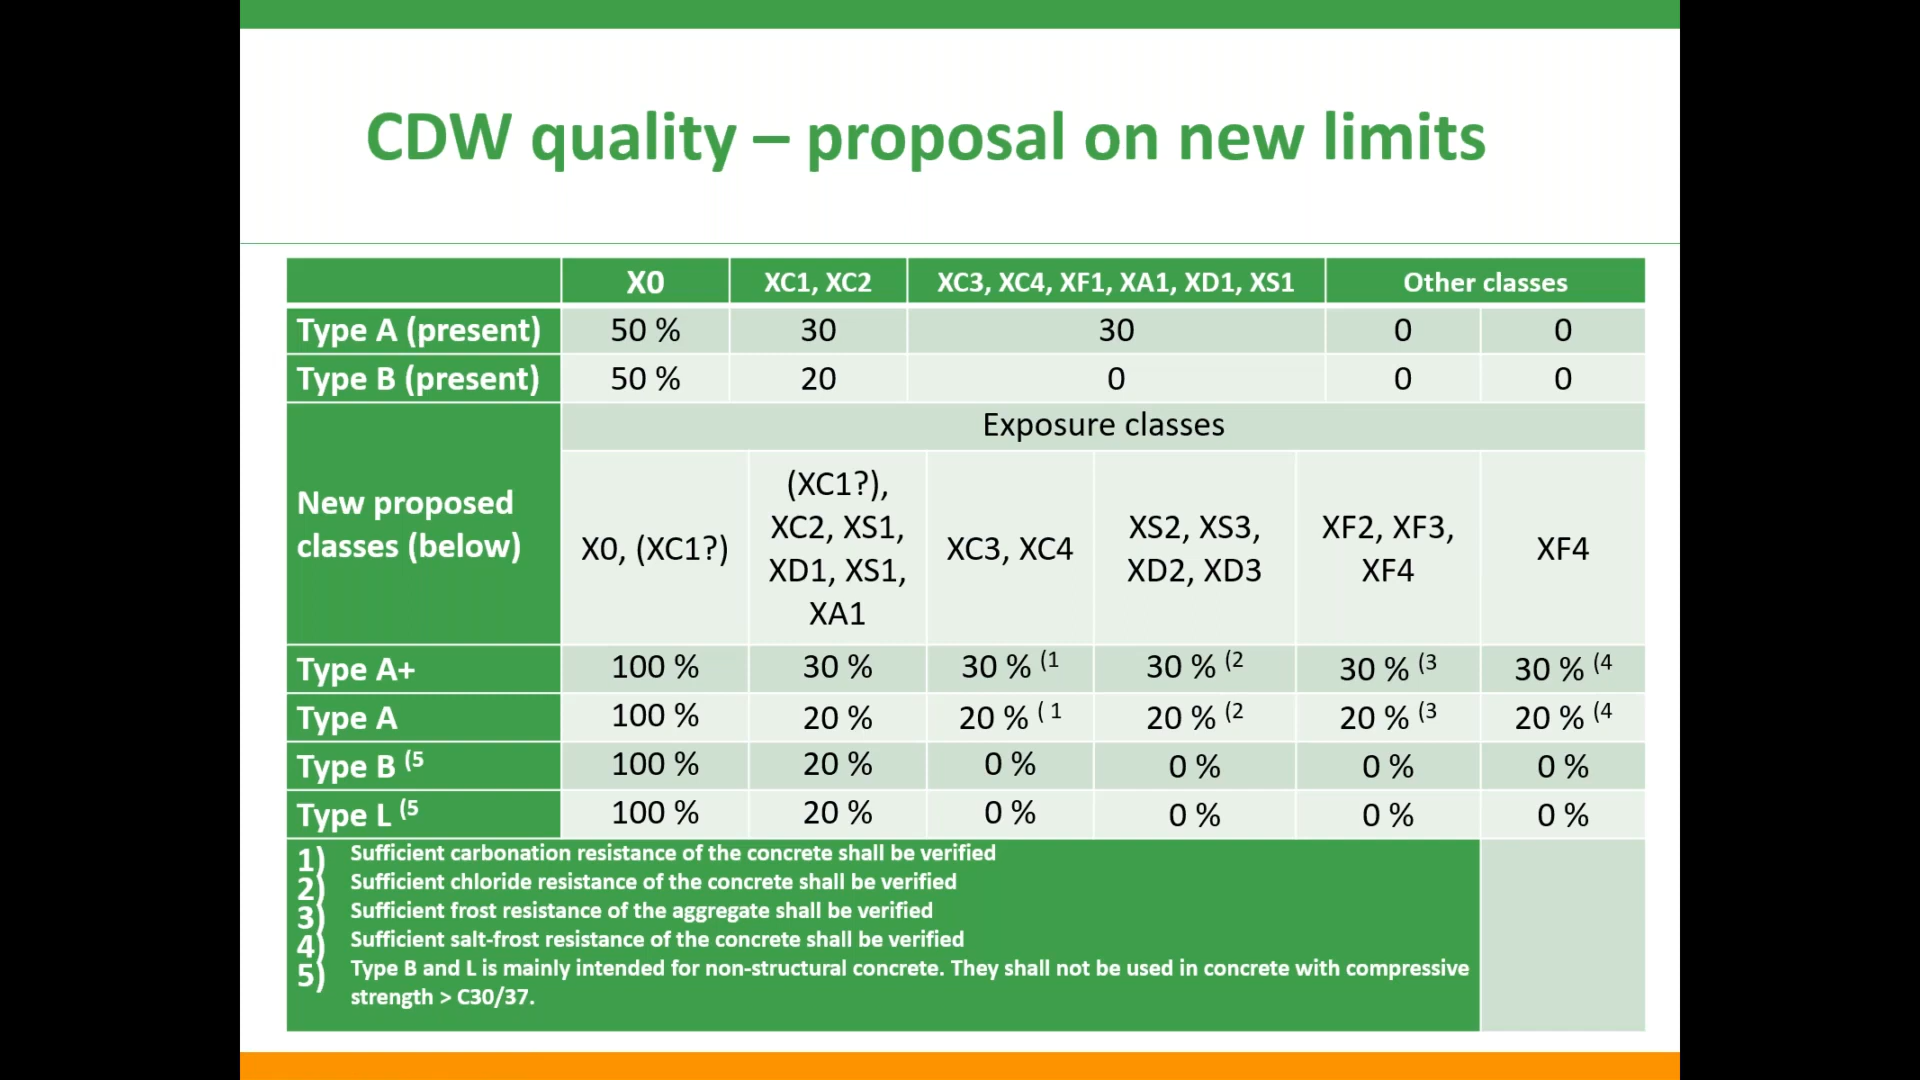 CDW quality – proposal on new limits
X0 XC1, XC2 XC3, XC4, XF1, XA1, XD1, XS1 Other classes
Type A (present) 50 % 30 30 0 0
Type B (present) 50 % 20 0 0 0
New proposed classes (below)
Exposure classes
X0, (XC1?)
(XC1?),
XC2, XS1,
XD1, XS1,
XA1
XC3, XC4
XS2, XS3,
XD2, XD3
XF2, XF3,
XF4
XF4
Type A+ 100 % 30 % 30 % (1 30 % (2 30 % (3 30 % (4
Type A 100 % 20 % 20 % ( 1 20 % (2 20 % (3 20 % (4
Type B (5 100 % 20 % 0 % 0 % 0 % 0 %
Type L (5 100 % 20 % 0 % 0 % 0 % 0 %
1) Sufficient carbonation resistance of the concrete shall be verified
2) Sufficient chloride resistance of the concrete shall be verified
3) Sufficient frost resistance of the aggregate shall be verified
4) Sufficient salt-frost resistance of the concrete shall be verified
5) Type B and L is mainly intended for non-structural concrete. They shall not be used in concrete with compressive
strength > C30/37.